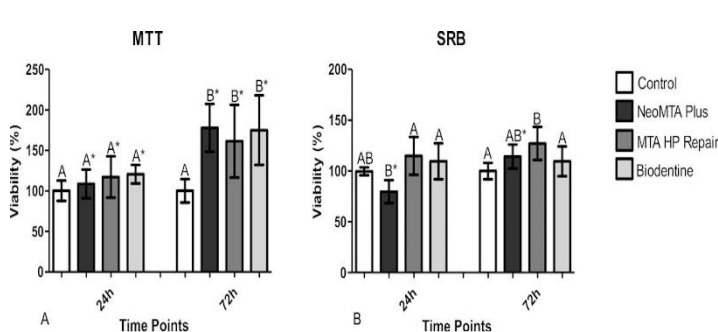 MTT
Viability (%)
250
200
150
100
50
0
A
A*
A*
A*
A
B*
B*
B*
24h
72h
Time Points
A
SRB
Viability (%)
200
150
100
50
0
AB
B*
A
A
A
AB*
B
A
24h
72h
Time Points
B
Control
NeoMTA Plus
MTA HP Repair
Biodentine